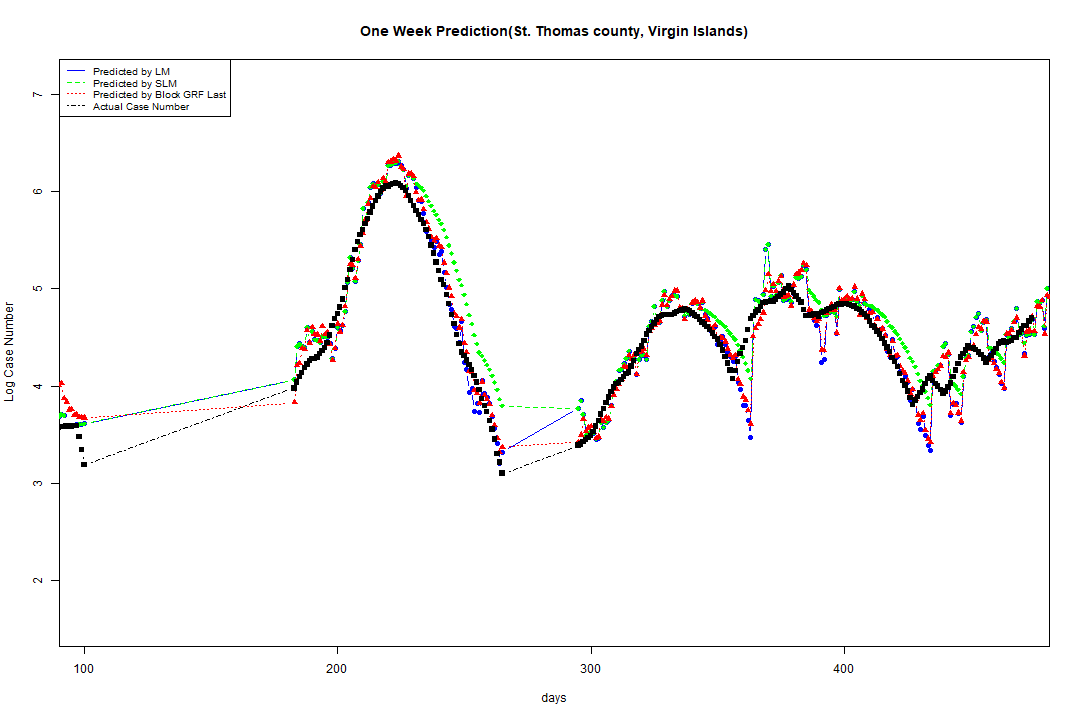 One Week Prediction(St. Thomas county, Virgin Islands)
Predicted by LM
Predicted by SLM
Predicted by Block GRF Last
Actual Case Number
7
6
5
4
3
2
Log Case Number
100 200 300 400
days